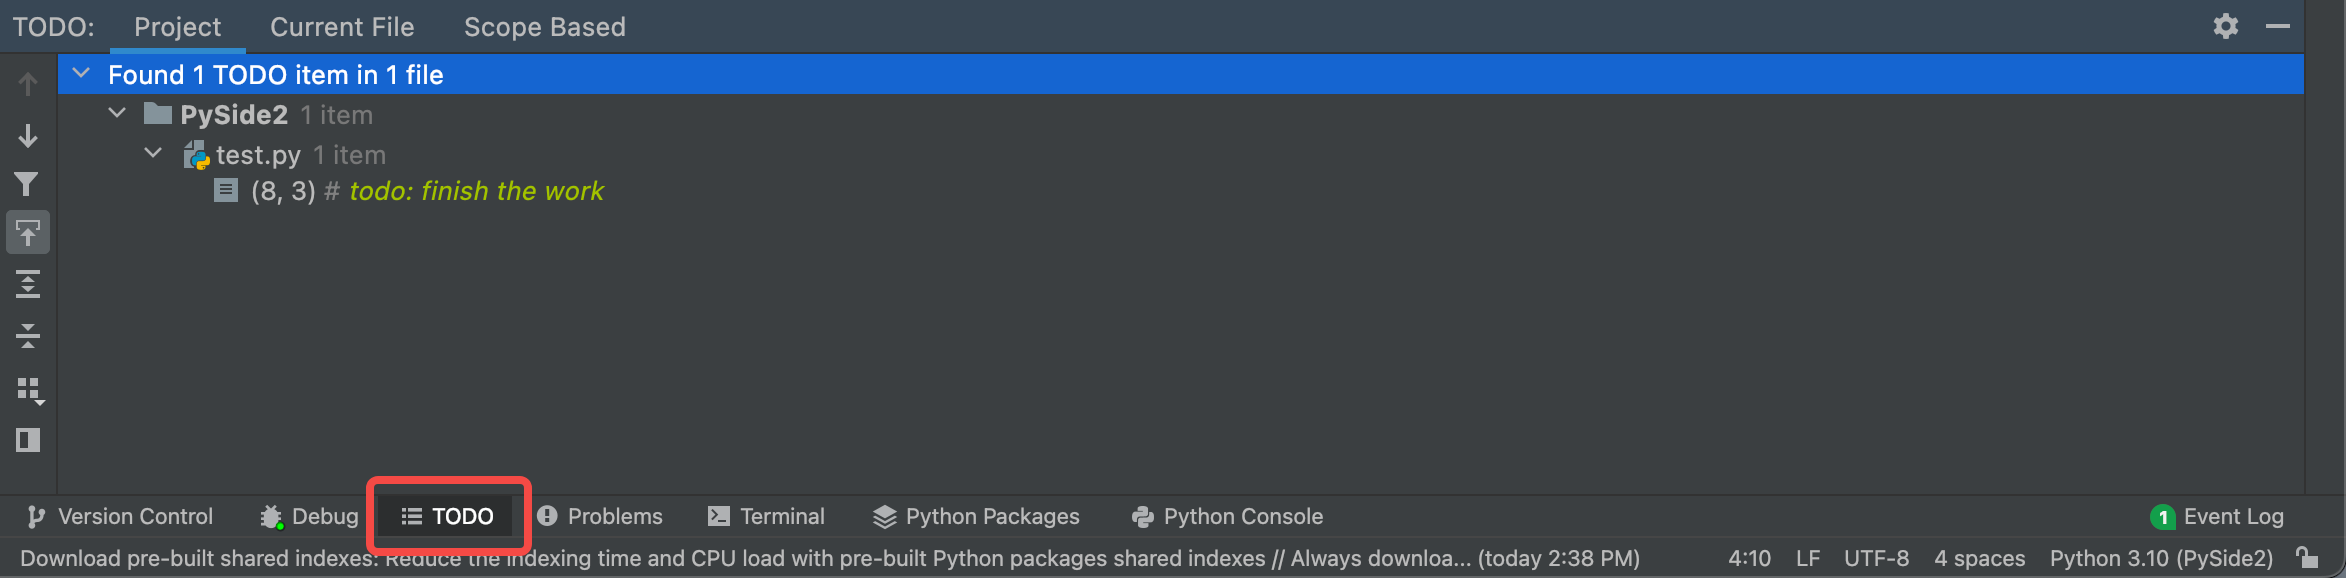 TODO: Project Current File Scope Based
Found 1 TODO item in 1 file
PySide2 1 item
test.py 1 item
(8, 3) # todo: finish the work
Version Control Debug TODO Problems Terminal Python Packages Python Console 1 Event Log
Download pre-built shared indexes: Reduce the indexing time and CPU load with pre-built Python packages shared indexes // Always downloa... (today 2:38 PM) 4:10 LF UTF-8 4 spaces Python 3.10 (PySide2)